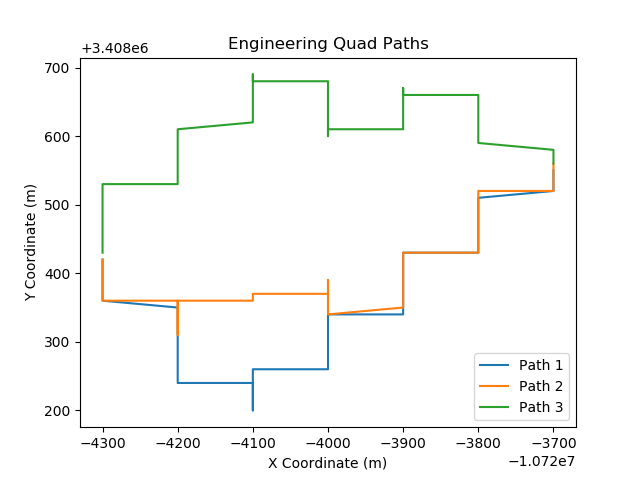 Engineering Quad Paths
+3.408e6
700
600
500
400
300
200
Y Coordinate (m)
−4300 −4200 −4100 −4000 −3900 −3800 −3700
X Coordinate (m)
−1.072e7
Path 1
Path 2
Path 3